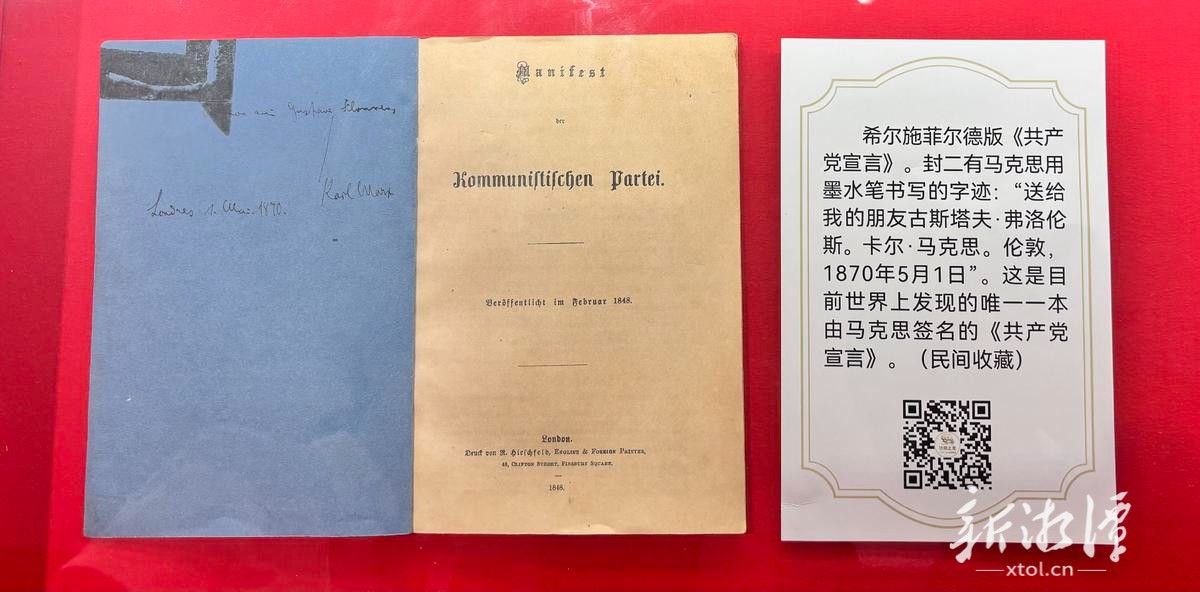 Gustave Flourens
Karl Marx
Londres 1. Mai. 1870.
Manifest
der
Kommuniſtiſchen Partei.
Veröffentlicht im Februar 1848.
London.
Druck von R. Hirschfeld, English & Foreign Printer,
48, Clifton Street, Finsbury Square.
1848.
希尔施菲尔德版《共产
党宣言》。封二有马克思用
墨水笔书写的字迹：“送给
我的朋友古斯塔夫·弗洛伦
斯。卡尔·马克思。伦敦，
1870年5月1日”。这是目
前世界上发现的唯一一本
由马克思签名的《共产党
宣言》。（民间收藏）
新湘潭
xtol.cn